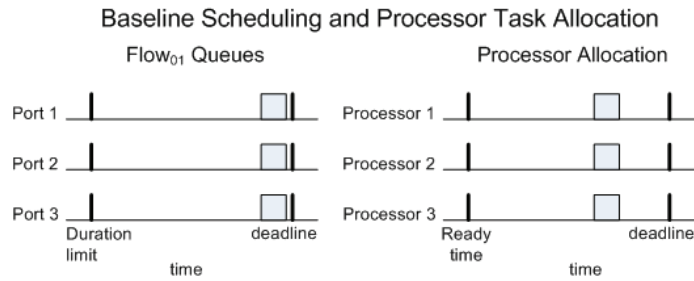 Baseline Scheduling and Processor Task Allocation
Flow₀₁ Queues
Processor Allocation
Port 1
Processor 1
Port 2
Processor 2
Port 3
Processor 3
Duration
limit
deadline
Ready
time
deadline
time
time